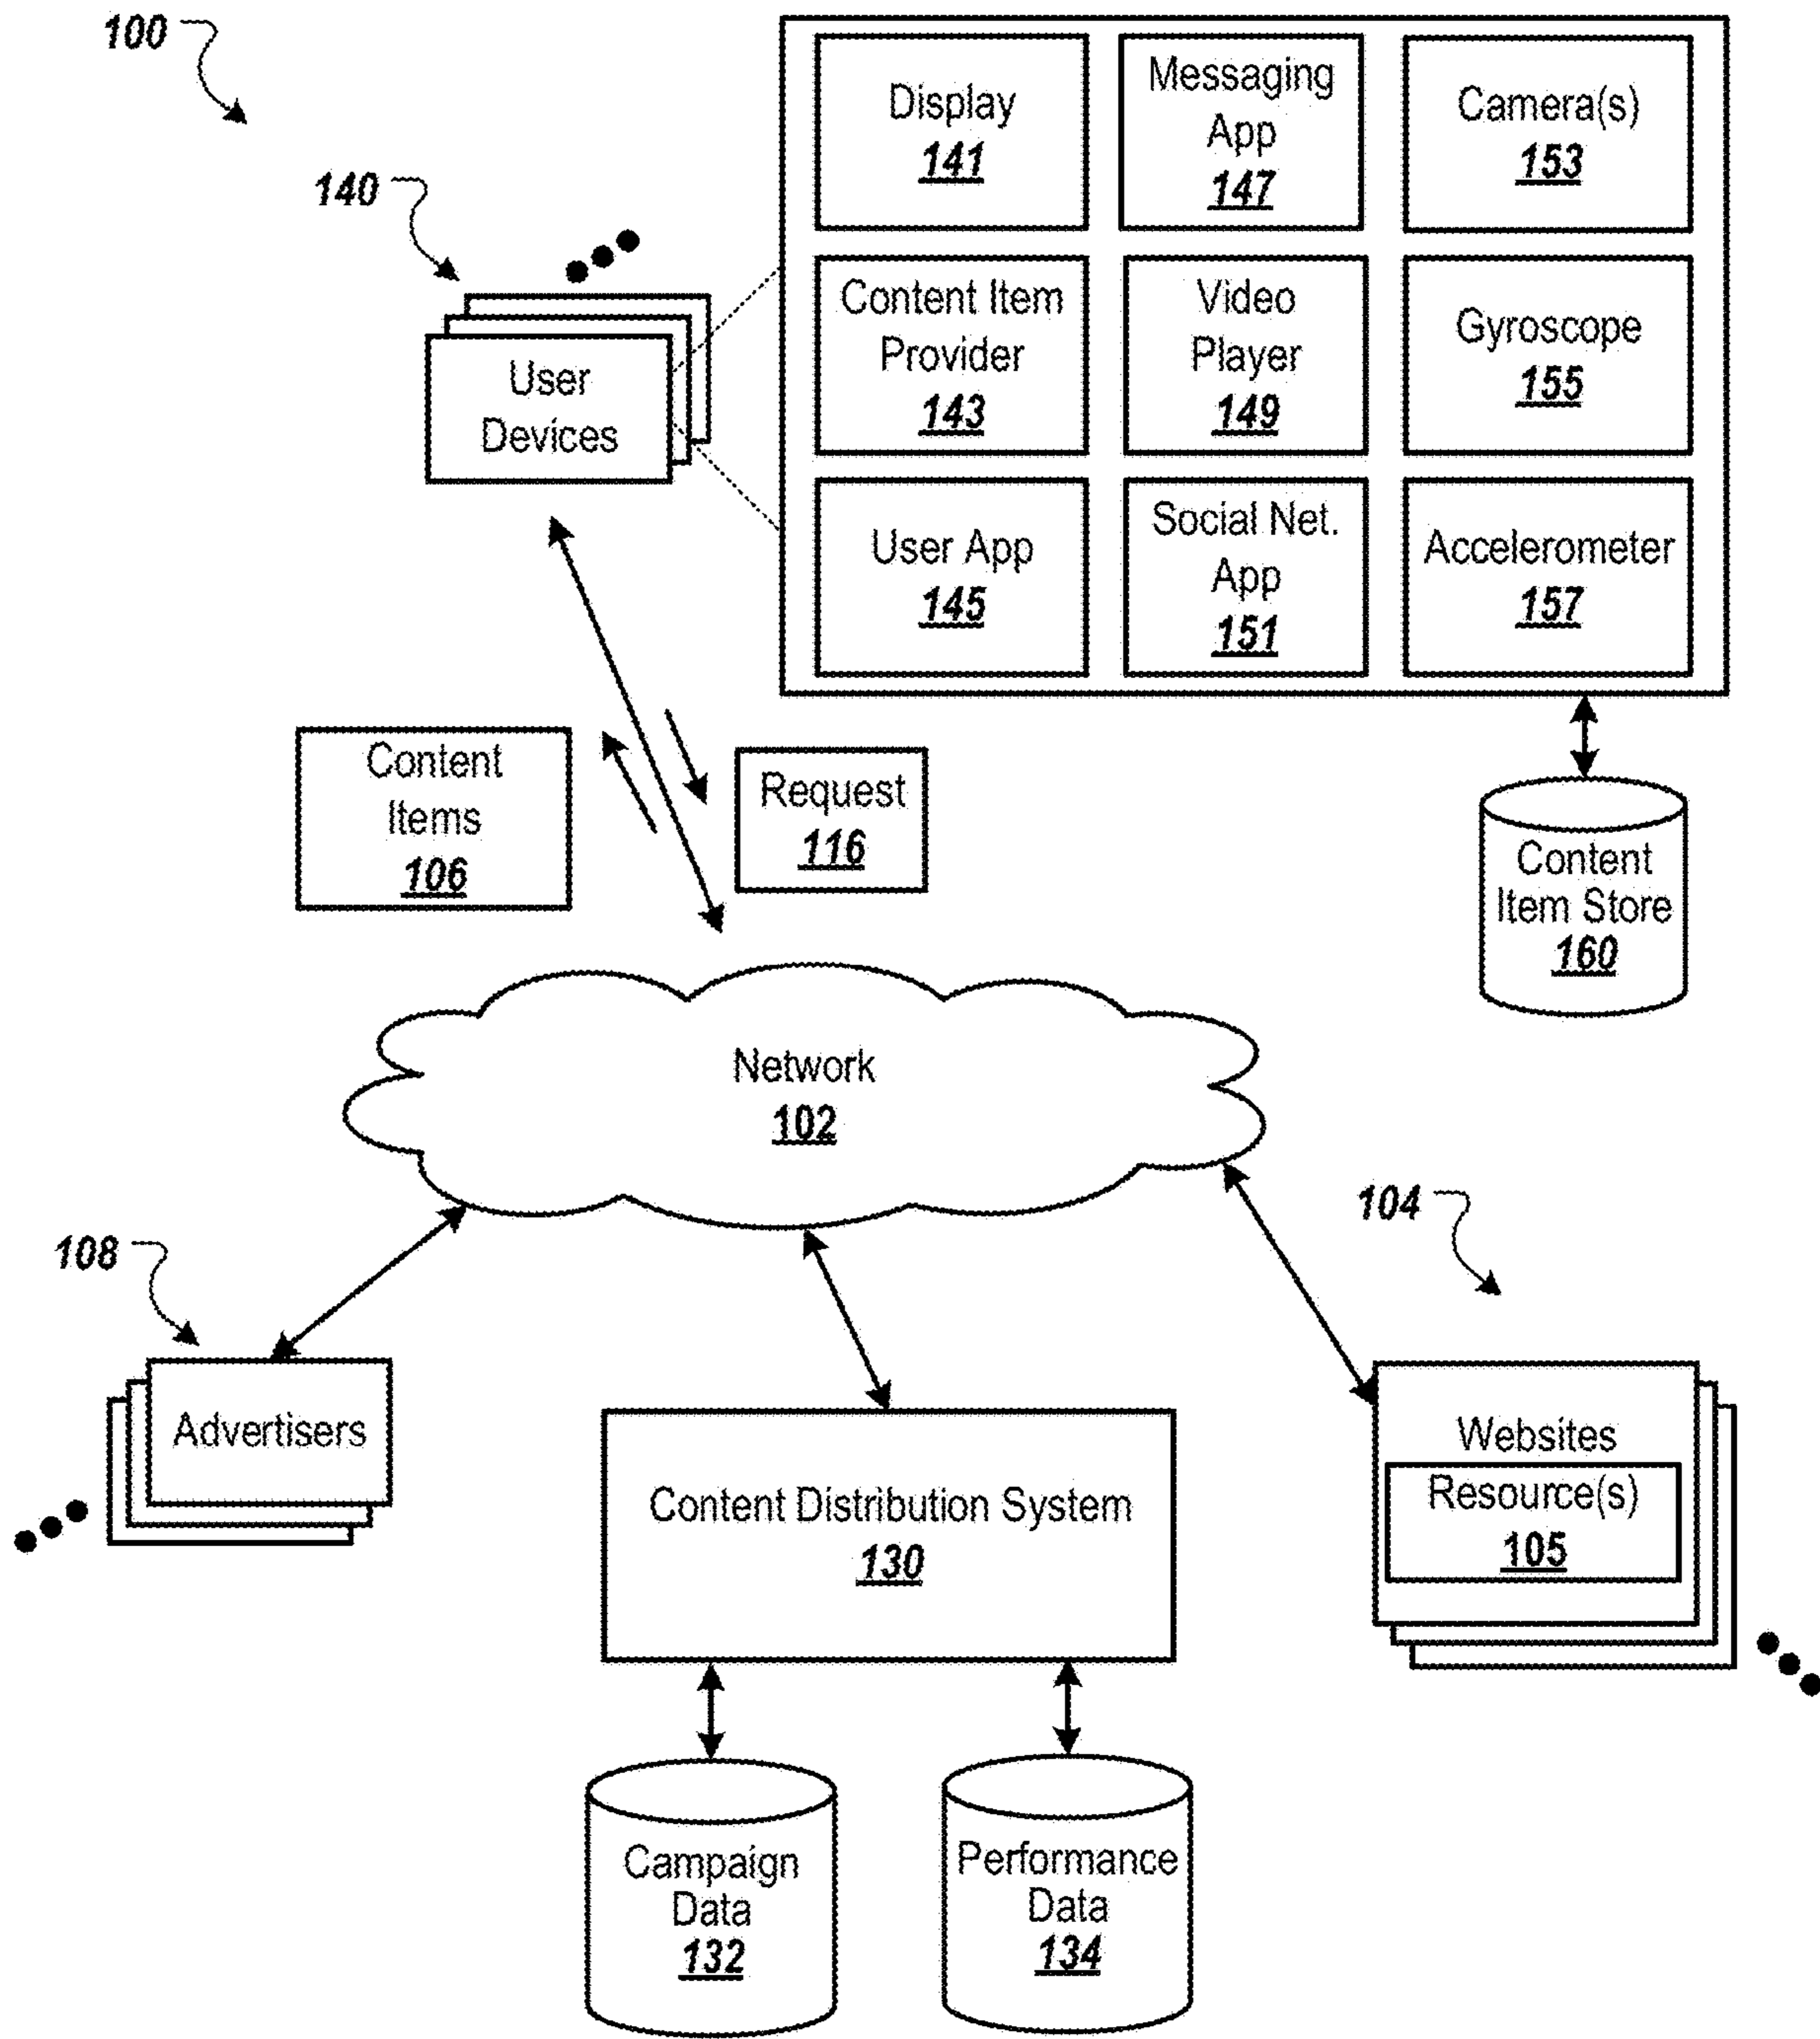 100
140
User
Devices
Display
141
Messaging
App
147
Camera(s)
153
Content Item
Provider
143
Video
Player
149
Gyroscope
155
User App
145
Social Net.
App
151
Accelerometer
157
Content
Items
106
Request
116
Content
Item Store
160
Network
102
108
Advertisers
104
Websites
Resource(s)
105
Content Distribution System
130
Campaign
Data
132
Performance
Data
134